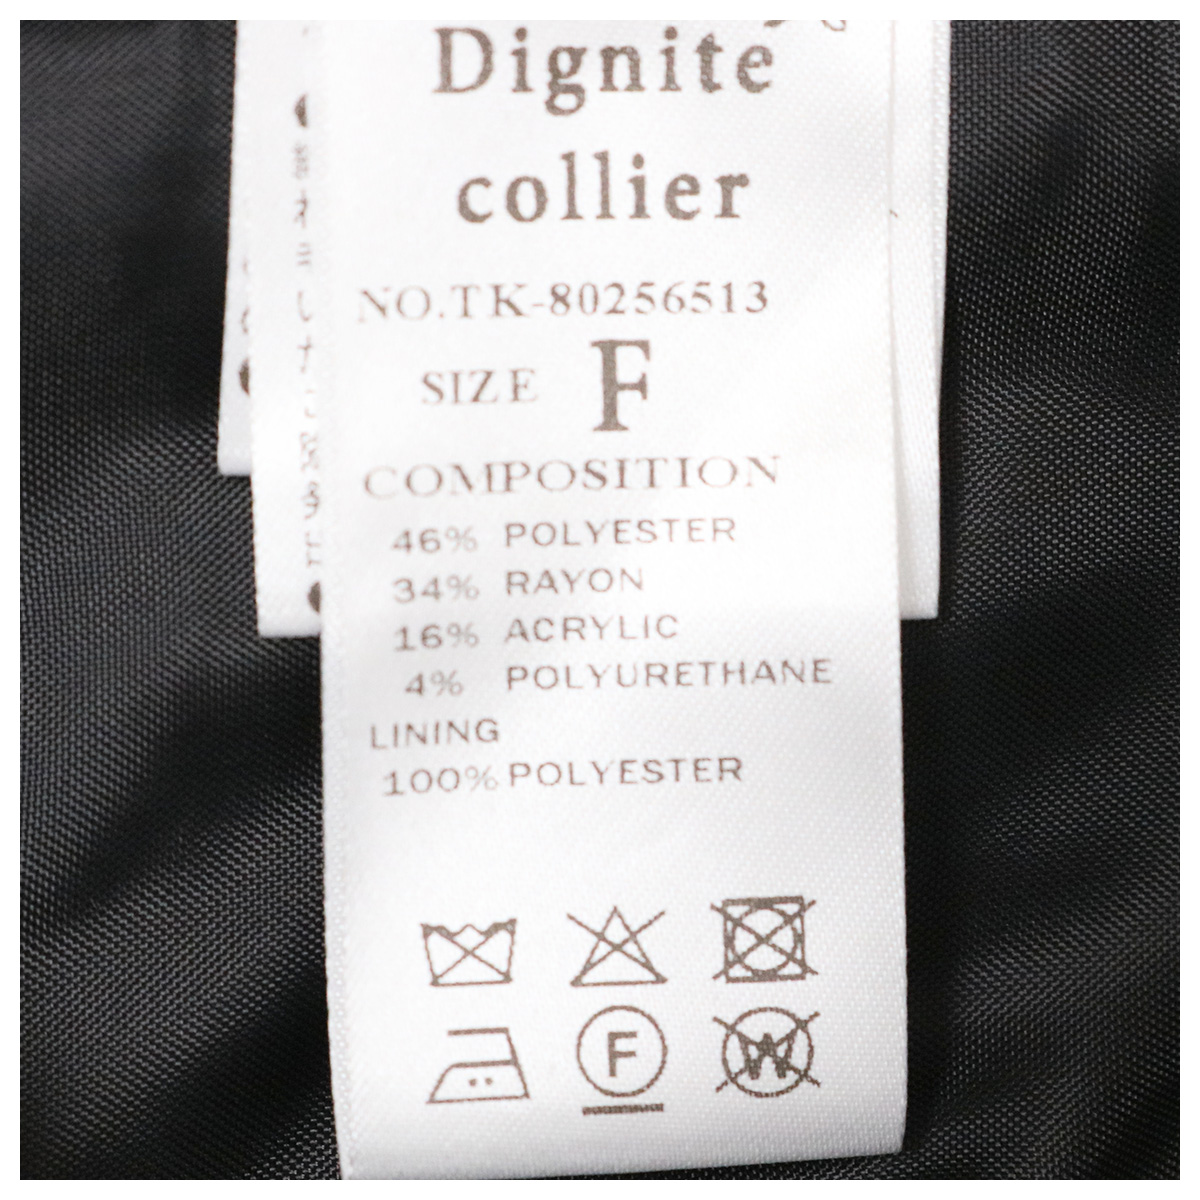 Dignite
collier
NO.TK-80256513
SIZE F
COMPOSITION
46% POLYESTER
34% RAYON
16% ACRYLIC
4% POLYURETHANE
LINING
100% POLYESTER
F
W